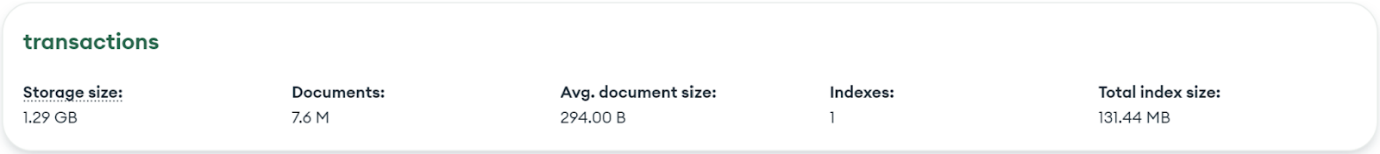 transactions
Storage size: Documents: Avg. document size: Indexes: Total index size:
1.29 GB 7.6 M 294.00 B 1 131.44 MB